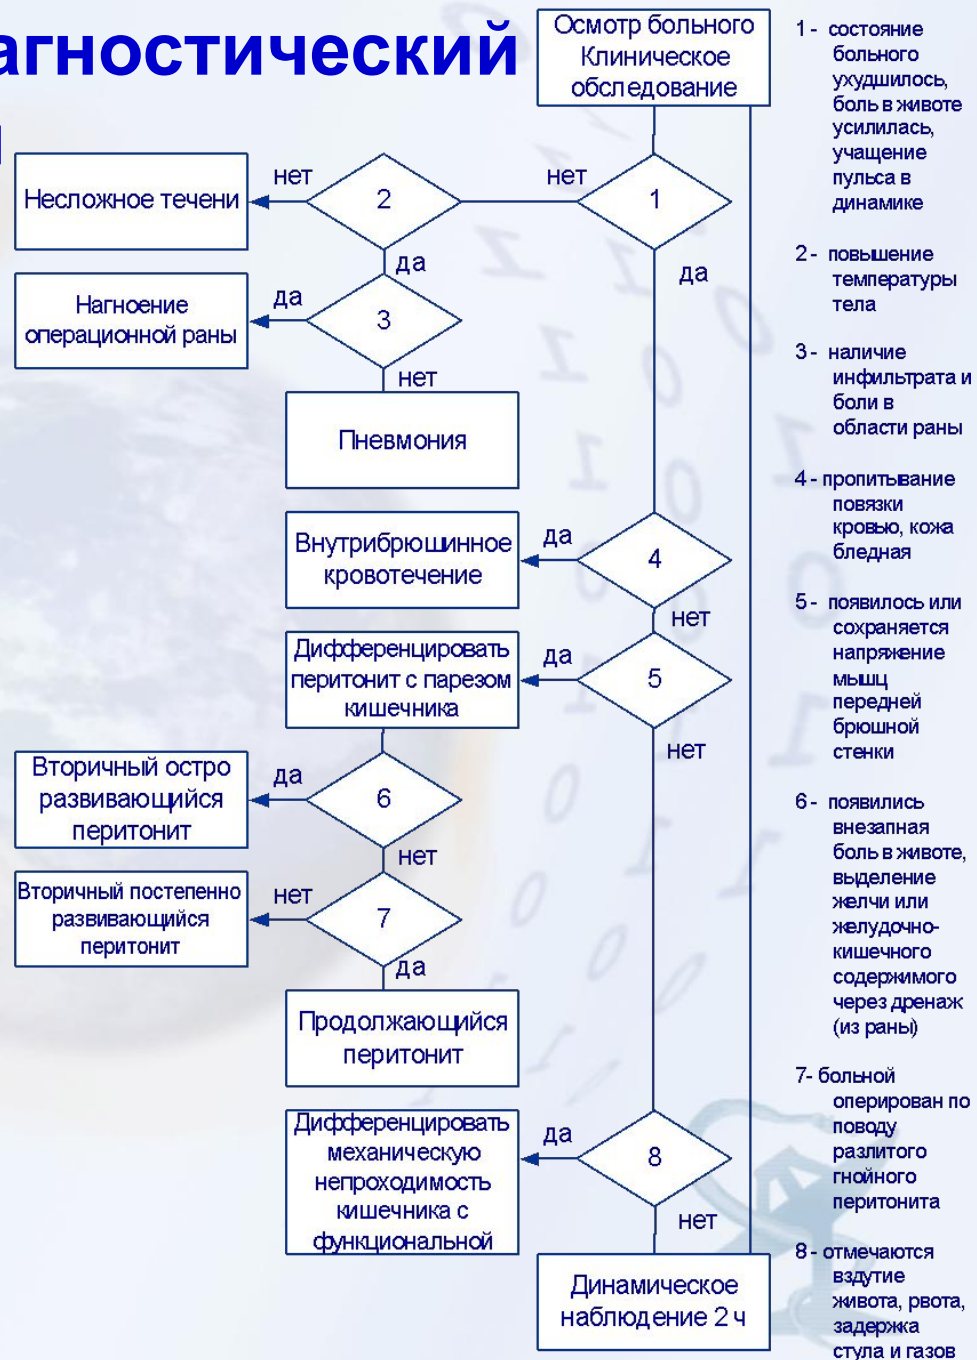 агностический
Осмотр больного
Клиническое
обследование
нет
нет
Несложное течени
2
1
да
да
да
Нагноение
операционной раны
3
нет
Пневмония
да
Внутрибрюшинное
кровотечение
4
нет
да
Дифференцировать
перитонит с парезом
кишечника
5
нет
да
Вторичный остро
развивающийся
перитонит
6
нет
нет
Вторичный постепенно
развивающийся
перитонит
7
да
Продолжающийся
перитонит
да
Дифференцировать
механическую
непроходимость
кишечника с
функциональной
8
нет
Динамическое
наблюдение 2 ч
1 - состояние
больного
ухудшилось,
боль в животе
усилилась,
учащение
пульса в
динамике
2 - повышение
температуры
тела
3 - наличие
инфильтрата и
боли в
области раны
4 - пропитывание
повязки
кровью, кожа
бледная
5 - появилось или
сохраняется
напряжение
мышц
передней
брюшной
стенки
6 - появились
внезапная
боль в животе,
выделение
желчи или
желудочно-
кишечного
содержимого
через дренаж
(из раны)
7- больной
оперирован по
поводу
разлитого
гнойного
перитонита
8 - отмечаются
вздутие
живота, рвота,
задержка
стула и газов